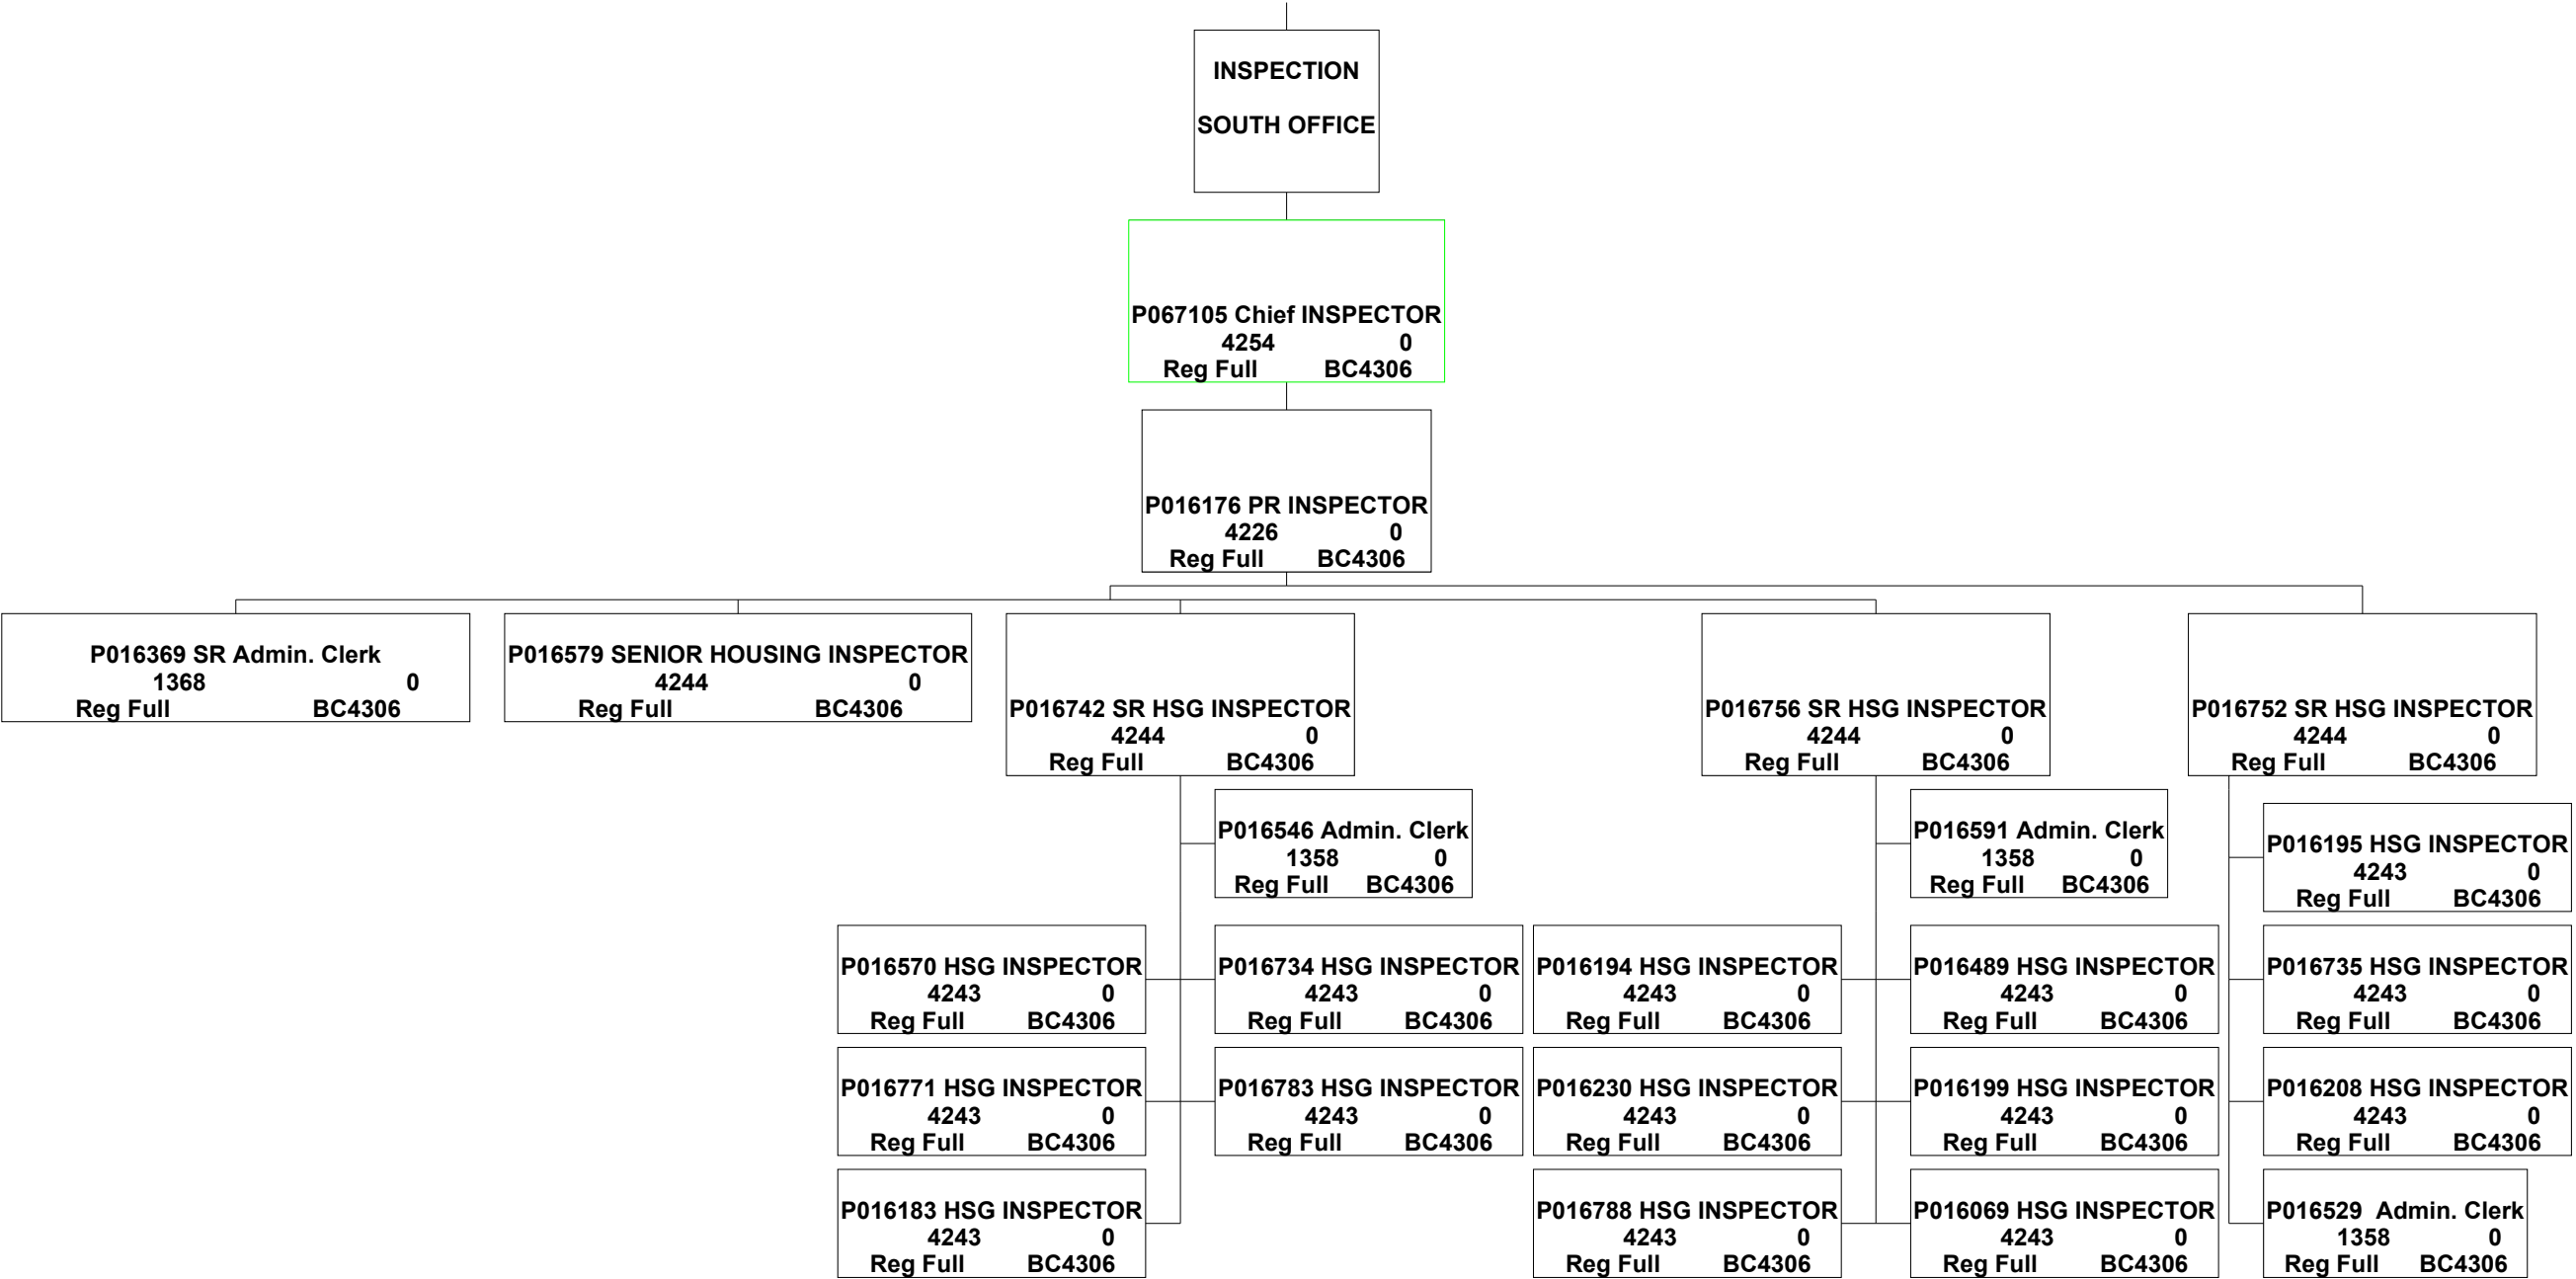 INSPECTION
SOUTH OFFICE
P067105 Chief INSPECTOR
4254 0
Reg Full BC4306
P016176 PR INSPECTOR
4226 0
Reg Full BC4306
P016369 SR Admin. Clerk
1368 0
Reg Full BC4306
P016579 SENIOR HOUSING INSPECTOR
4244 0
Reg Full BC4306
P016742 SR HSG INSPECTOR
4244 0
Reg Full BC4306
P016546 Admin. Clerk
1358 0
Reg Full BC4306
P016570 HSG INSPECTOR
4243 0
Reg Full BC4306
P016734 HSG INSPECTOR
4243 0
Reg Full BC4306
P016771 HSG INSPECTOR
4243 0
Reg Full BC4306
P016783 HSG INSPECTOR
4243 0
Reg Full BC4306
P016183 HSG INSPECTOR
4243 0
Reg Full BC4306
P016756 SR HSG INSPECTOR
4244 0
Reg Full BC4306
P016591 Admin. Clerk
1358 0
Reg Full BC4306
P016194 HSG INSPECTOR
4243 0
Reg Full BC4306
P016489 HSG INSPECTOR
4243 0
Reg Full BC4306
P016230 HSG INSPECTOR
4243 0
Reg Full BC4306
P016199 HSG INSPECTOR
4243 0
Reg Full BC4306
P016788 HSG INSPECTOR
4243 0
Reg Full BC4306
P016069 HSG INSPECTOR
4243 0
Reg Full BC4306
P016752 SR HSG INSPECTOR
4244 0
Reg Full BC4306
P016195 HSG INSPECTOR
4243 0
Reg Full BC4306
P016735 HSG INSPECTOR
4243 0
Reg Full BC4306
P016208 HSG INSPECTOR
4243 0
Reg Full BC4306
P016529 Admin. Clerk
1358 0
Reg Full BC4306